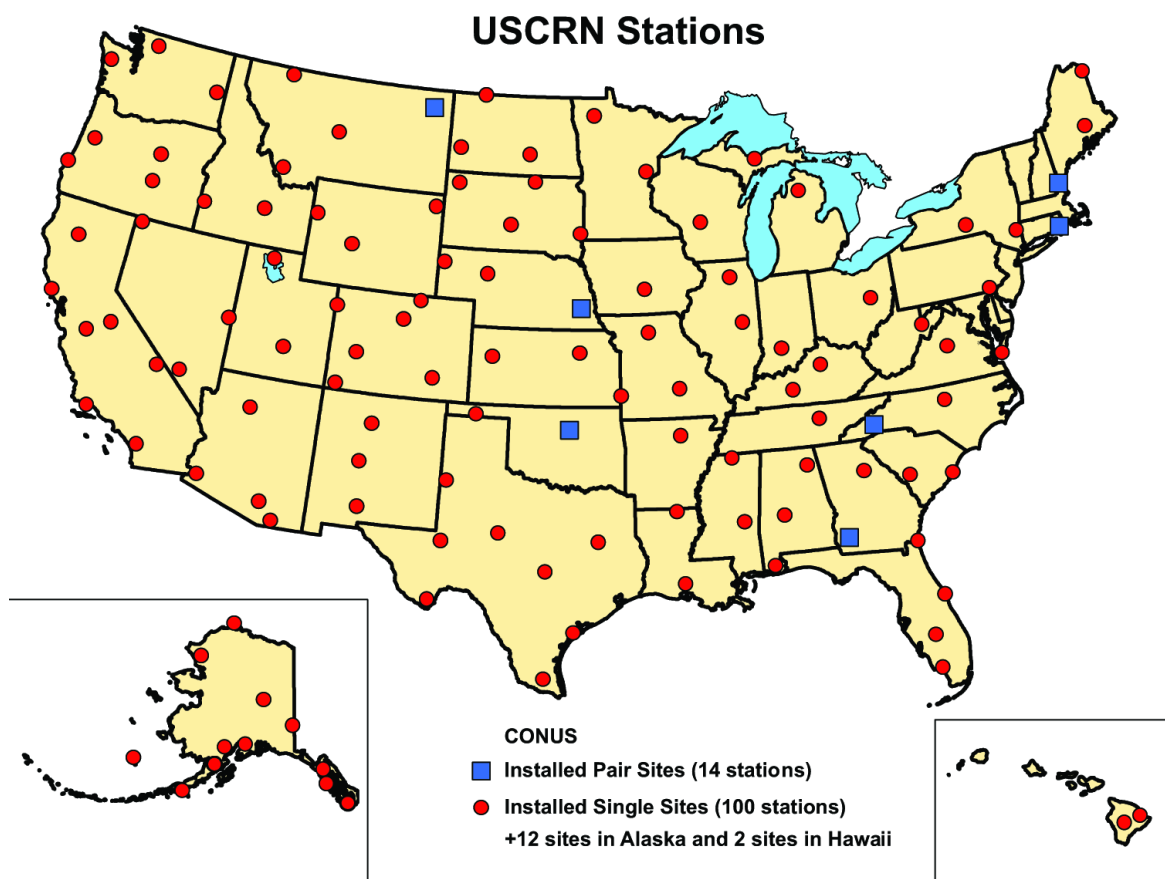 USCRN Stations
CONUS
Installed Pair Sites (14 stations)
Installed Single Sites (100 stations)
+12 sites in Alaska and 2 sites in Hawaii